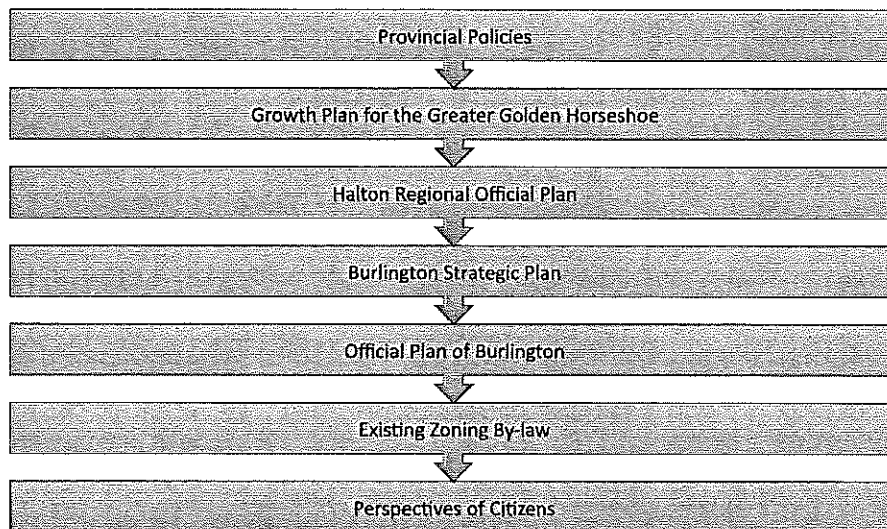 Provincial Policies
Growth Plan for the Greater Golden Horseshoe
Halton Regional Official Plan
Burlington Strategic Plan
Official Plan of Burlington
Existing Zoning By-law
Perspectives of Citizens